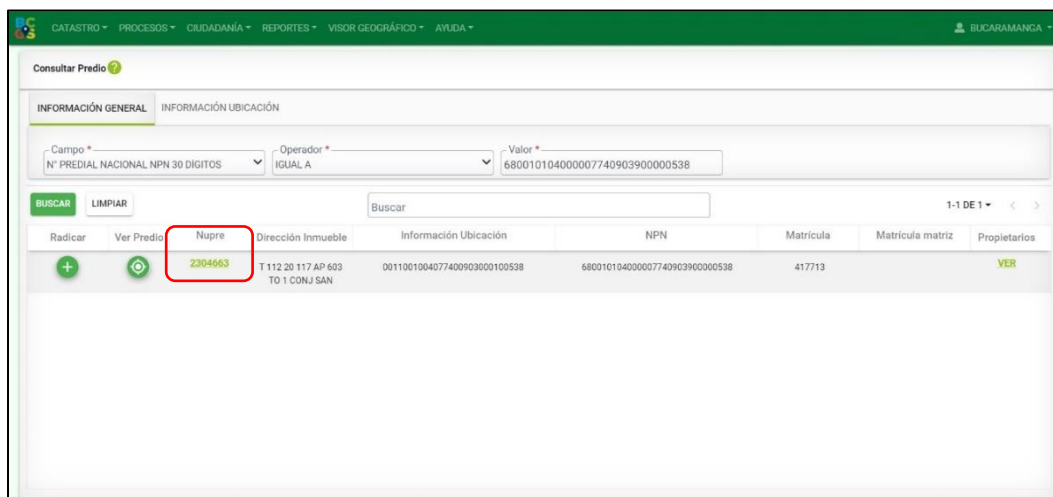 BCGS
CATASTRO PROCESOS CIUDADANÍA REPORTES VISOR GEOGRÁFICO AYUDA BUCARAMANGA
Consultar Predio ?
INFORMACIÓN GENERAL INFORMACIÓN UBICACIÓN
Campo * Operador * Valor *
N° PREDIAL NACIONAL NPN 30 DÍGITOS IGUAL A 680010104000007740903900000538
BUSCAR LIMPIAR Buscar 1-1 DE 1
Radicar Ver Predio Nupre Dirección Inmueble Información Ubicación NPN Matrícula Matrícula matriz Propietarios
2304663 T 112 20 117 AP 603 0011001004077400903000100538 680010104000007740903900000538 417713 VER
TO 1 CONJ SAN